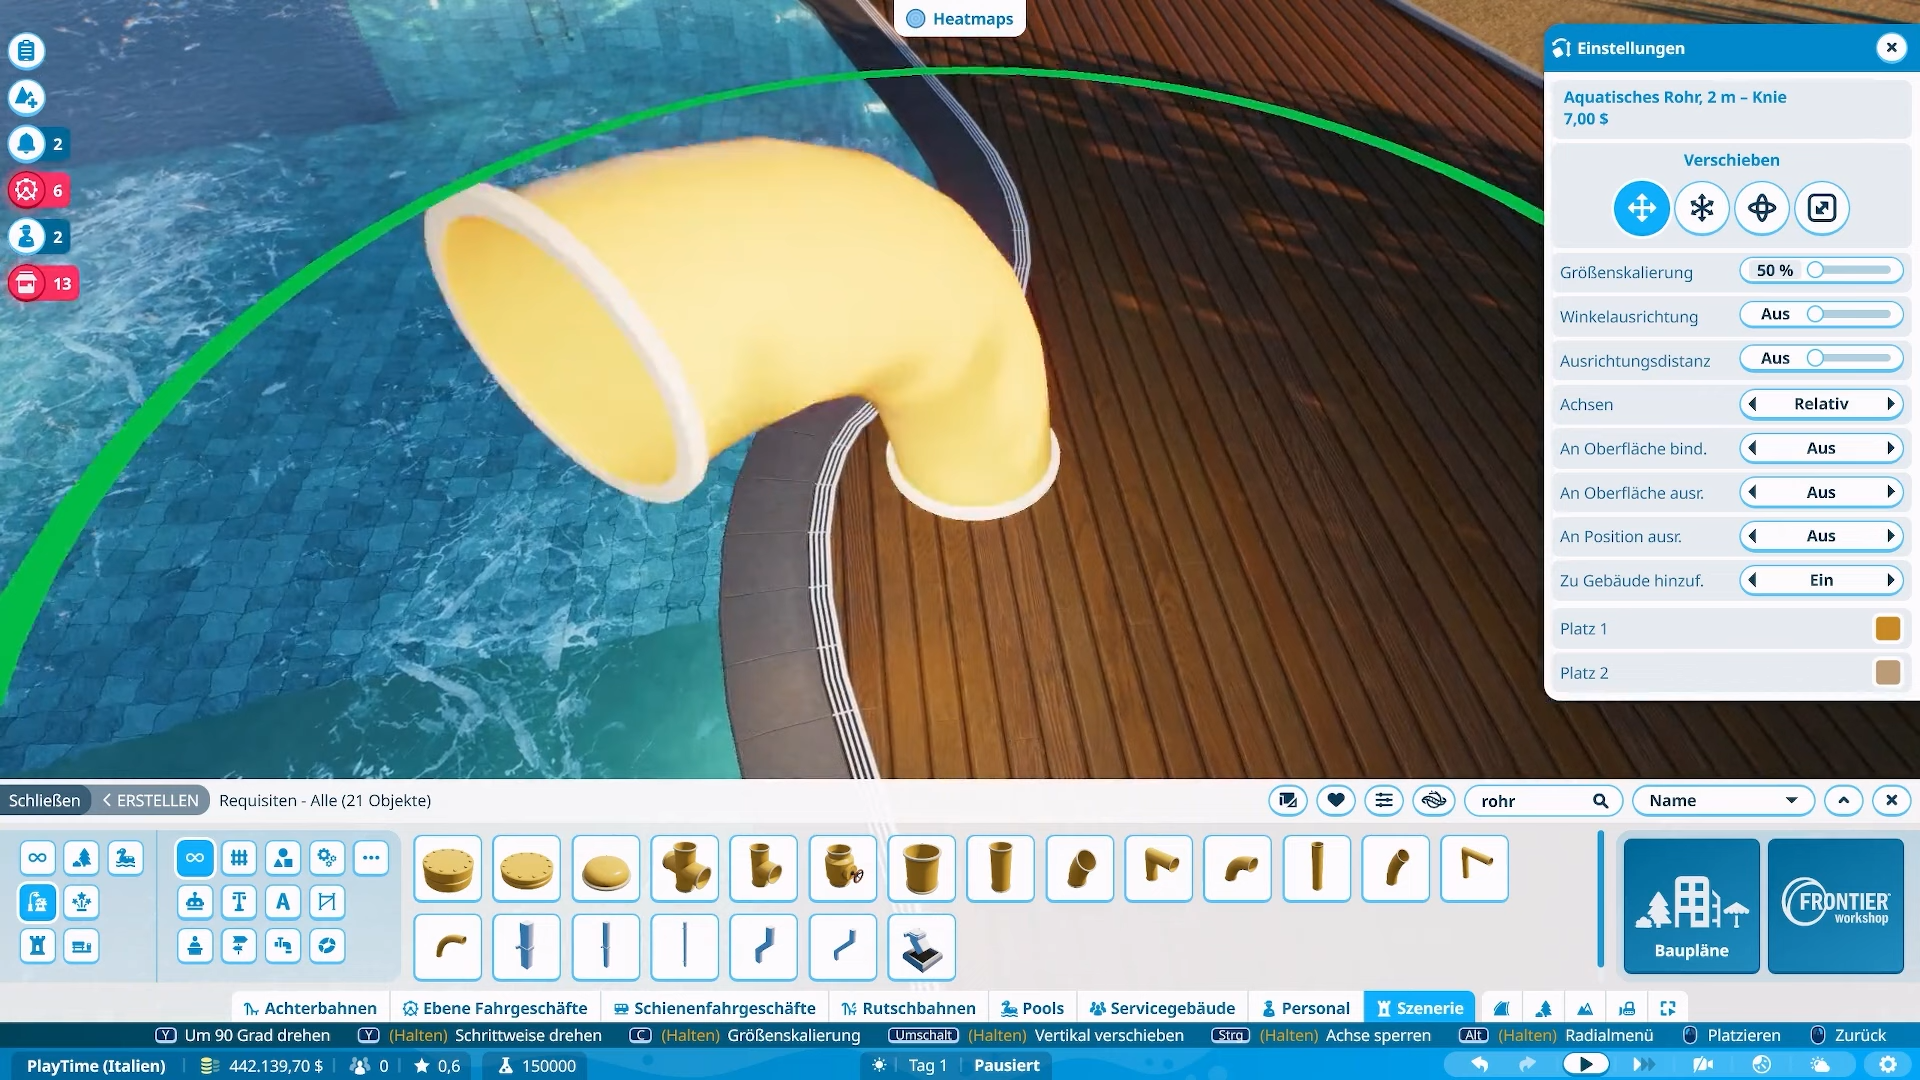 Heatmaps
2
6
2
13
Einstellungen
Aquatisches Rohr, 2 m – Knie
7,00 $
Verschieben
Größenskalierung 50 %
Winkelausrichtung Aus
Ausrichtungsdistanz Aus
Achsen Relativ
An Oberfläche bind. Aus
An Oberfläche ausr. Aus
An Position ausr. Aus
Zu Gebäude hinzuf. Ein
Platz 1
Platz 2
Schließen ERSTELLEN Requisiten - Alle (21 Objekte) rohr Name
Baupläne
FRONTIER
workshop
Achterbahnen Ebene Fahrgeschäfte Schienenfahrgeschäfte Rutschbahnen Pools Servicegebäude Personal Szenerie
Y Um 90 Grad drehen Y (Halten) Schrittweise drehen C (Halten) Größenskalierung Umschalt (Halten) Vertikal verschieben Strg (Halten) Achse sperren Alt (Halten) Radialmenü Platzieren Zurück
PlayTime (Italien) 442.139,70 $ 0 0,6 150000 Tag 1 Pausiert